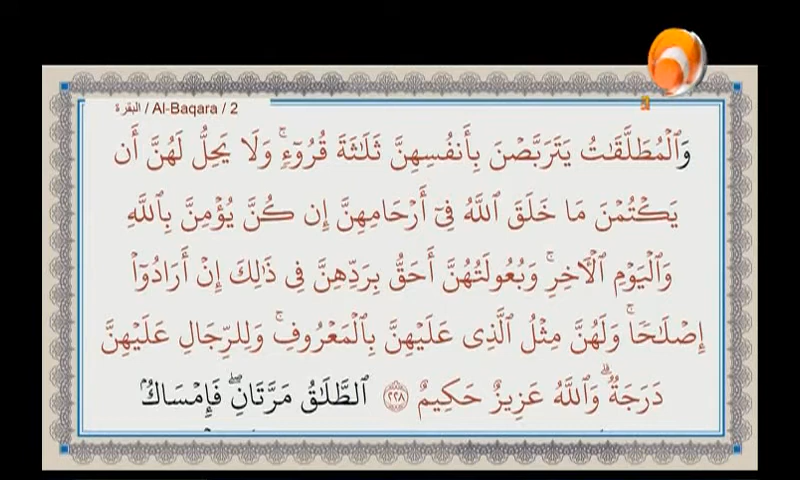 البقرة / Al-Baqara / 2
وَٱلْمُطَلَّقَٰتُ يَتَرَبَّصْنَ بِأَنفُسِهِنَّ ثَلَٰثَةَ قُرُوٓءٍۚ وَلَا يَحِلُّ لَهُنَّ أَن
يَكْتُمْنَ مَا خَلَقَ ٱللَّهُ فِىٓ أَرْحَامِهِنَّ إِن كُنَّ يُؤْمِنَّ بِٱللَّهِ
وَٱلْيَوْمِ ٱلْأَخِرِۚ وَبُعُولَتُهُنَّ أَحَقُّ بِرَدِّهِنَّ فِى ذَٰلِكَ إِنْ أَرَادُوٓا۟
إِصْلَٰحًاۚ وَلَهُنَّ مِثْلُ ٱلَّذِى عَلَيْهِنَّ بِٱلْمَعْرُوفِۚ وَلِلرِّجَالِ عَلَيْهِنَّ
دَرَجَةٌۗ وَٱللَّهُ عَزِيزٌ حَكِيمٌ ٢٢٨ ٱلطَّلَٰقُ مَرَّتَانِۖ فَإِمْسَاكٌۢ